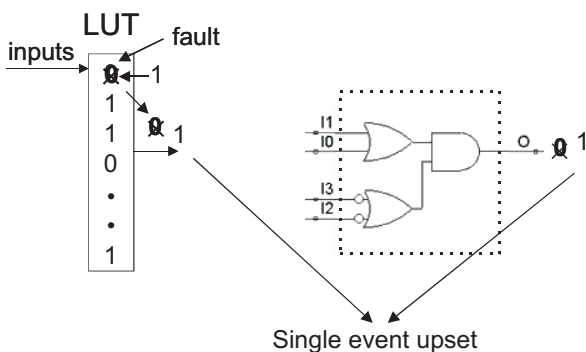 LUT
inputs
fault
0 1
1
1
0
1
0 1
I1
I0
I3
I2
O
0 1
Single event upset